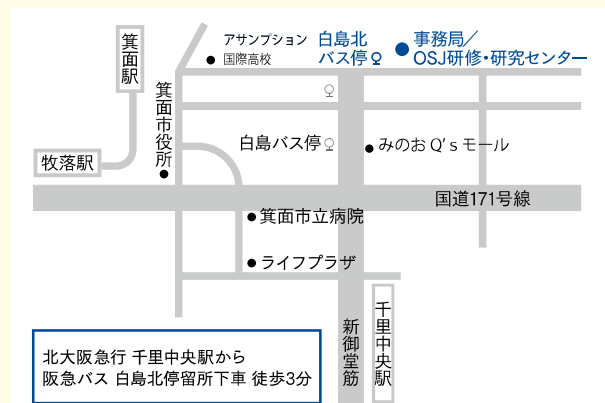 アサンプション
国際高校
白島北
バス停
事務局／
OSJ研修・研究センター
箕面駅
箕面市役所
白島バス停
みのおQ'sモール
牧落駅
国道171号線
箕面市立病院
ライフプラザ
新御堂筋
千里中央駅
北大阪急行 千里中央駅から
阪急バス 白島北停留所下車 徒歩3分